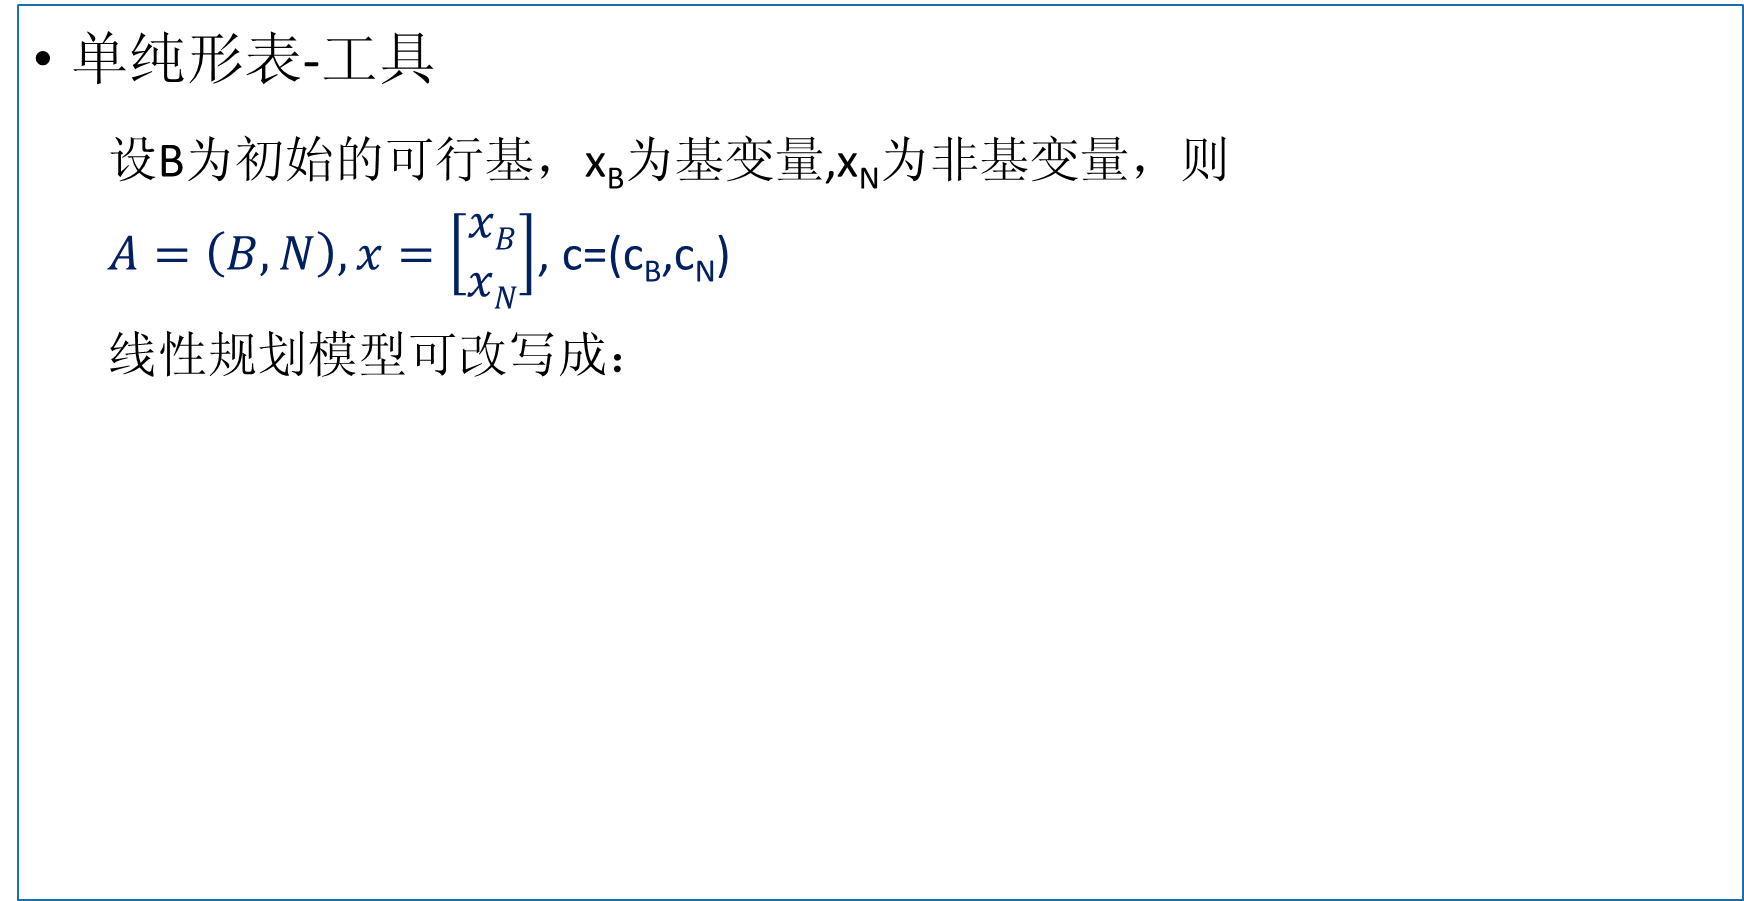 • 单纯形表-工具
设B为初始的可行基，x_B为基变量,x_N为非基变量，则
A = (B, N), x = [x_B x_N], c=(c_B,c_N)
线性规划模型可改写成：